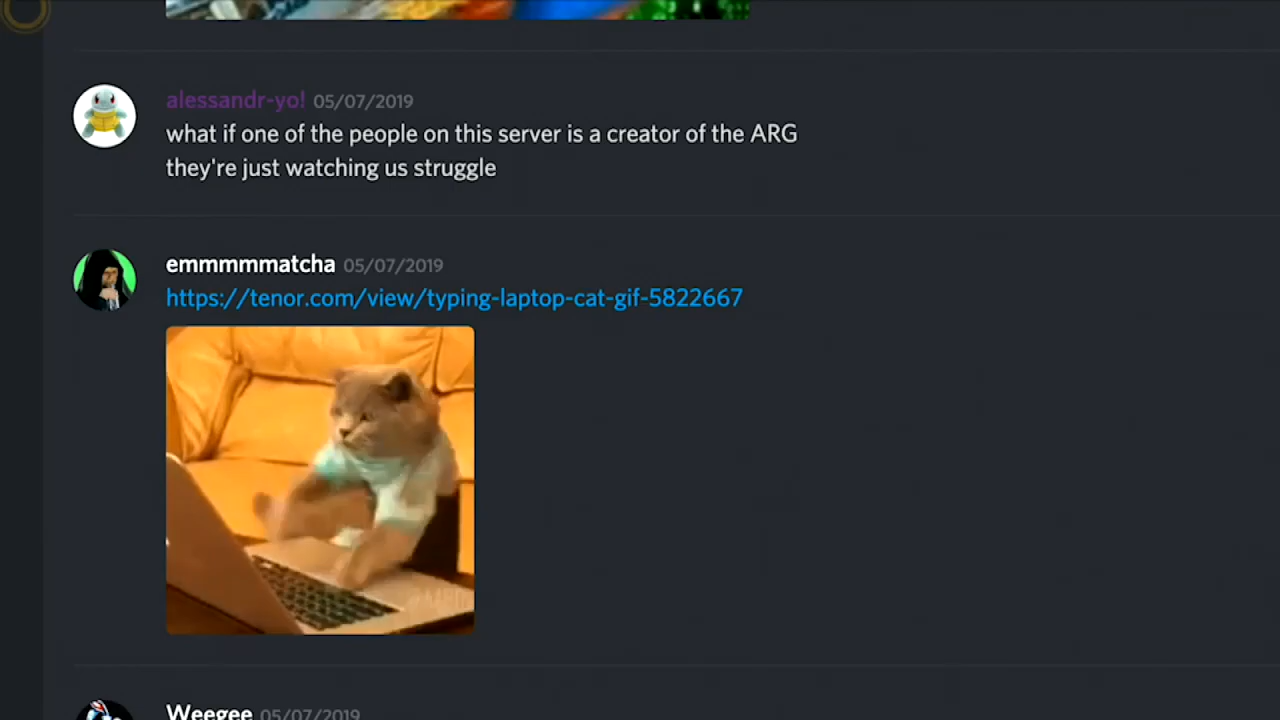 alessandr-yo! 05/07/2019
what if one of the people on this server is a creator of the ARG
they're just watching us struggle
emmmmmatcha 05/07/2019
https://tenor.com/view/typing-laptop-cat-gif-5822667
Weegee 05/07/2019